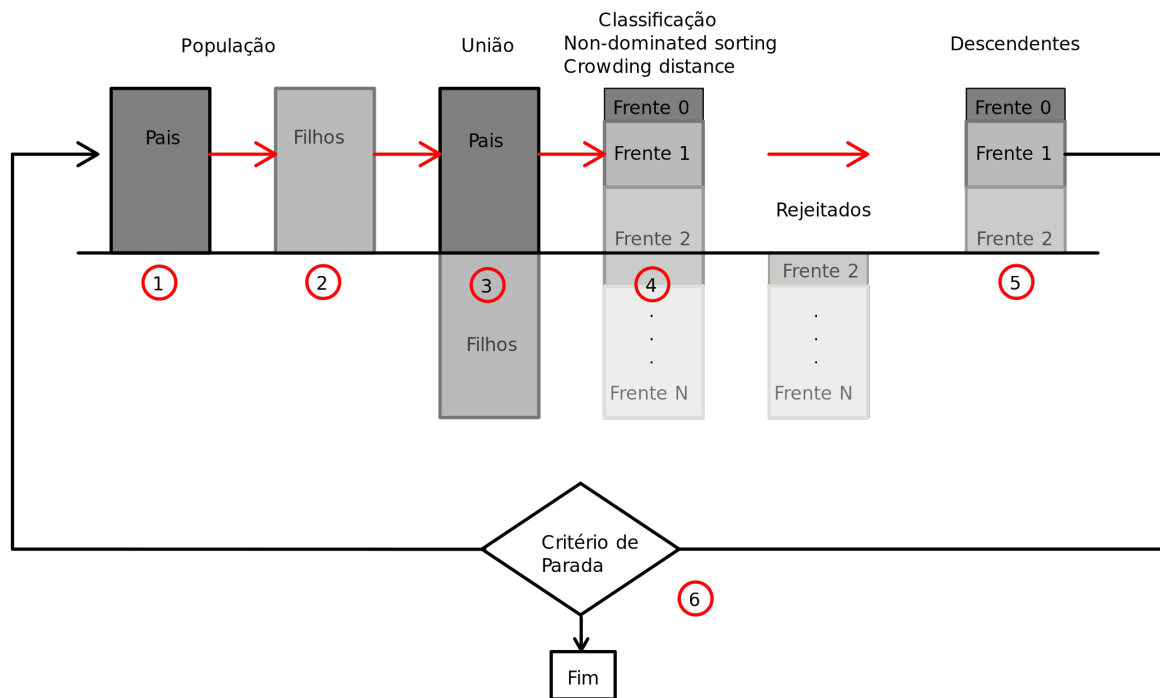 População
União
Classificação
Non-dominated sorting
Crowding distance
Descendentes
Pais
Filhos
Pais
Frente 0
Frente 1
Frente 2
Rejeitados
Frente 0
Frente 1
Frente 2
1
2
3
4
5
Filhos
.
.
.
Frente N
Frente 2
.
.
.
Frente N
Critério de
Parada
6
Fim